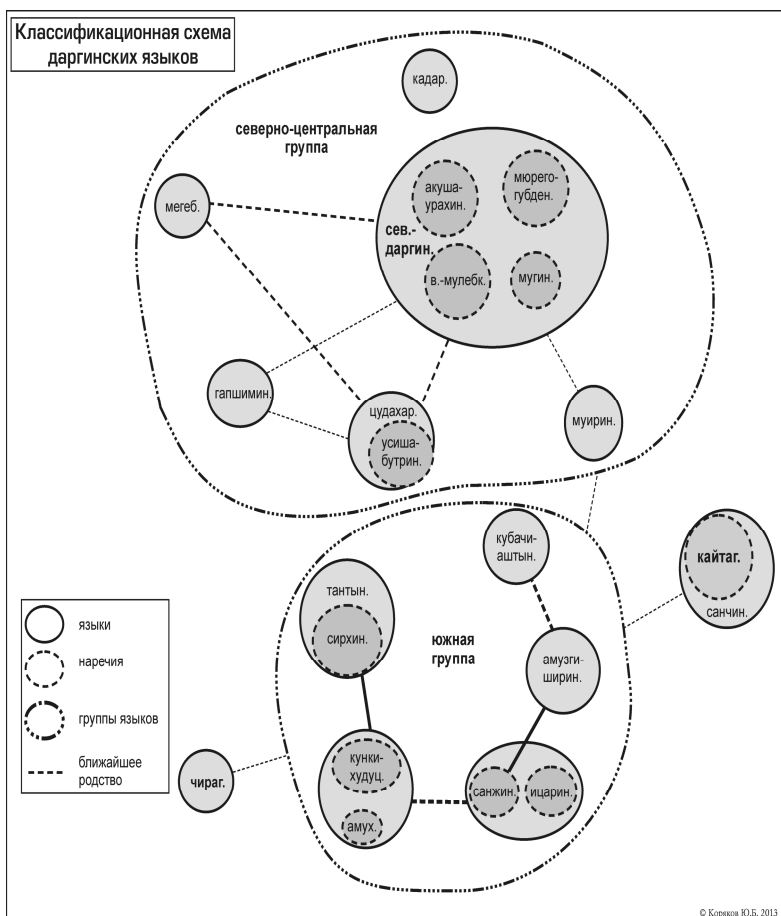 Классификационная схема
даргинских языков
кадар.
северно-центральная
группа
акуша-
урахин.
мюрего-
губден.
мегеб.
сев.-
даргин.
в.-мулебк.
мугин.
гапшимин.
цудахар.
усиша-
бутрин.
муирин.
кубачи-
аштын.
кайтаг.
санчин.
тантын.
сирхин.
южная
группа
амузги-
ширин.
языки
наречия
группы языков
ближайшее
родство
чираг.
кунки-
худуц.
амух.
санжин.
ицарин.
© Коряков Ю.Б. 2013